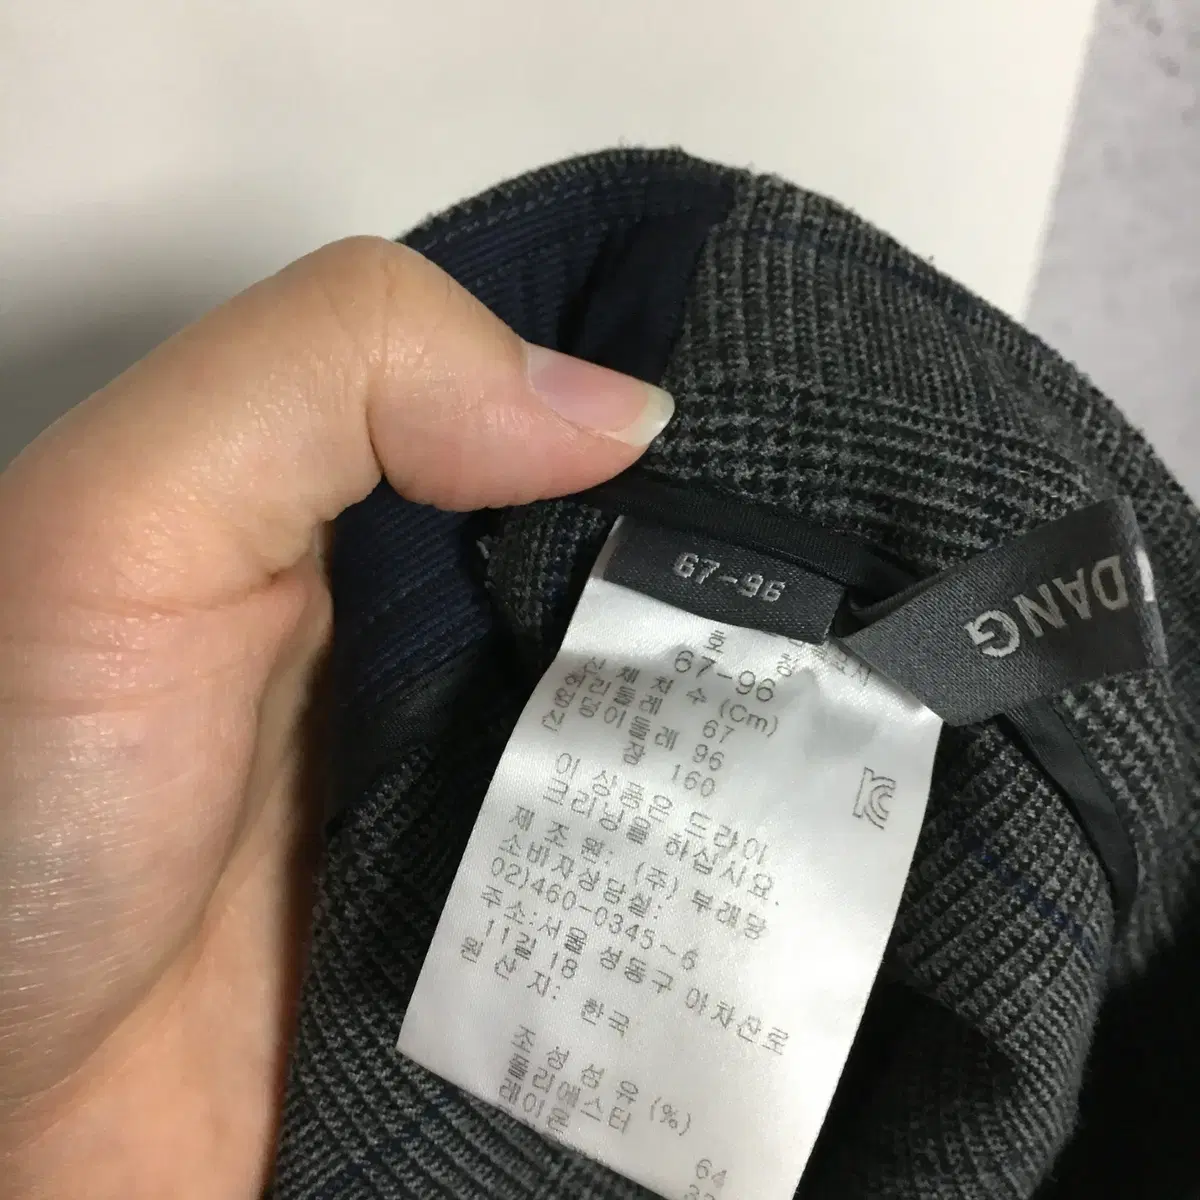 67-96
DANG
67-96
신체치수 (Cm)
허리둘레 67
엉덩이둘레 96
신장 160
이 상품은 드라이
크리닝을 하십시요.
제조원: (주) 부래당
소비자상담실:
02)460-0345~6
주소:서울 성동구 아차산로
11길 18
원산지: 한국
조성섬유 (%)
폴리에스터 64
레이온